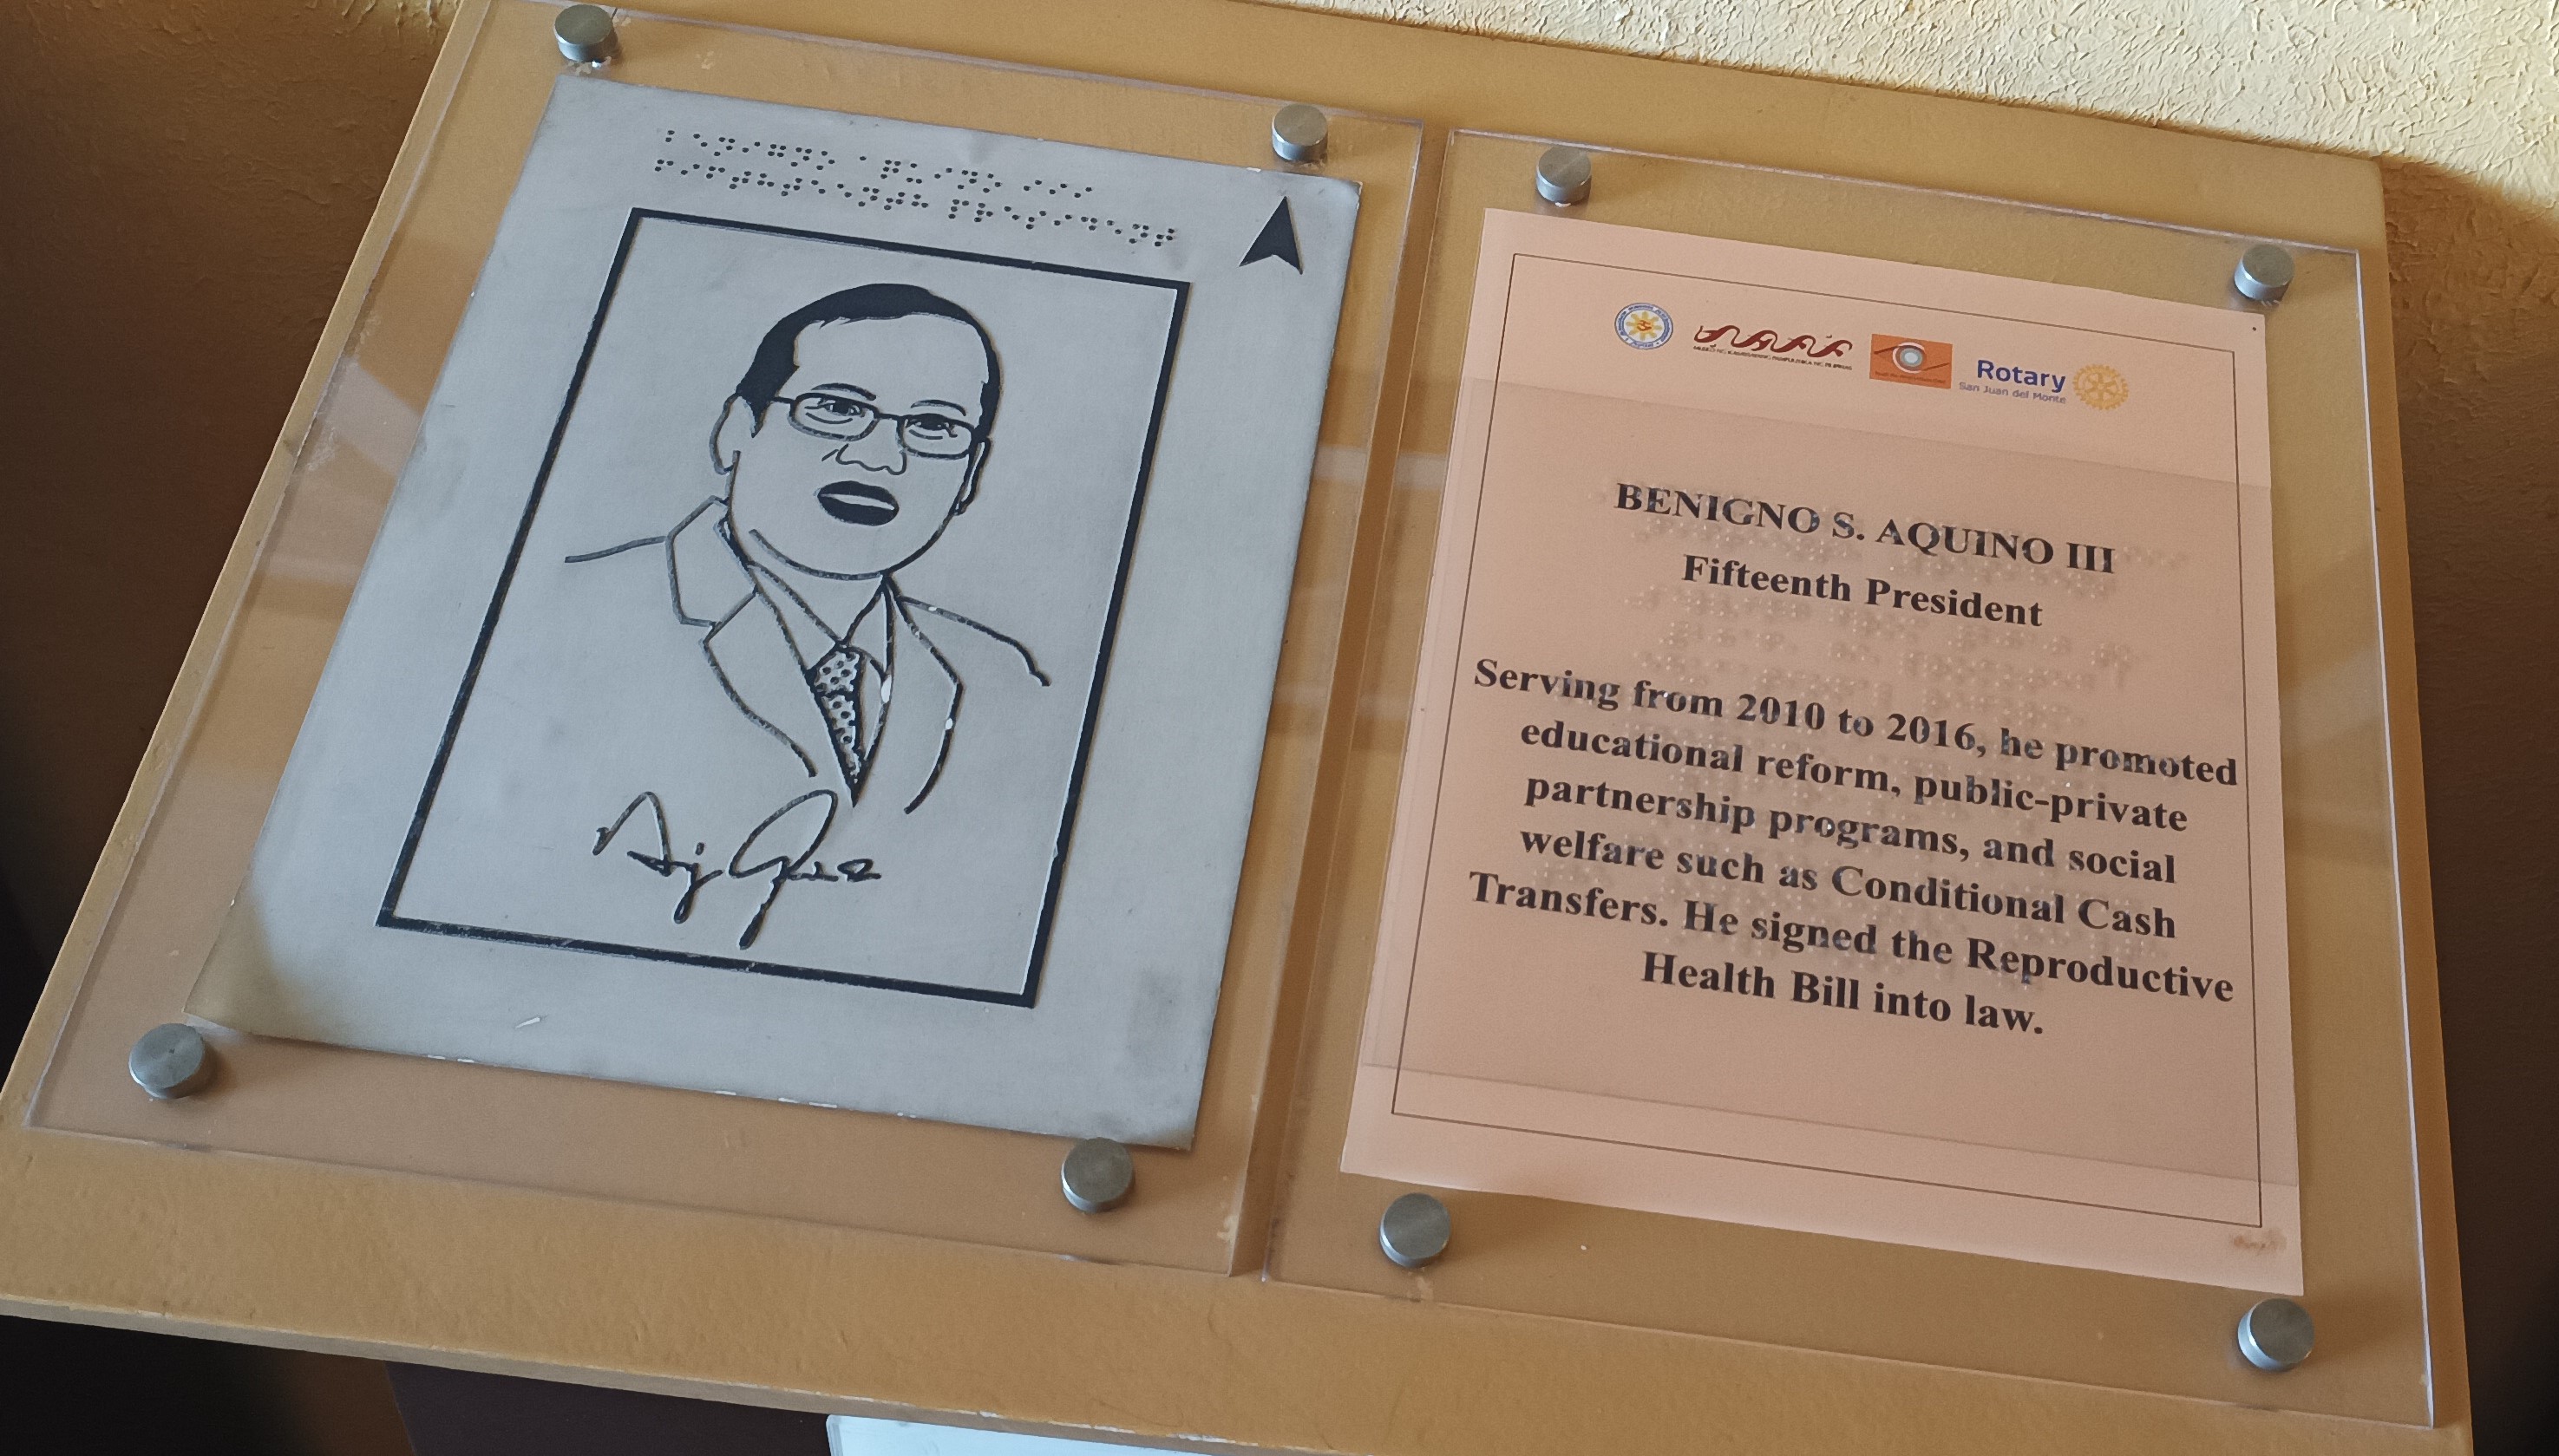 Rotary
San Juan del Monte
BENIGNO S. AQUINO III
Fifteenth President
Serving from 2010 to 2016, he promoted
educational reform, public-private
partnership programs, and social
welfare such as Conditional Cash
Transfers. He signed the Reproductive
Health Bill into law.